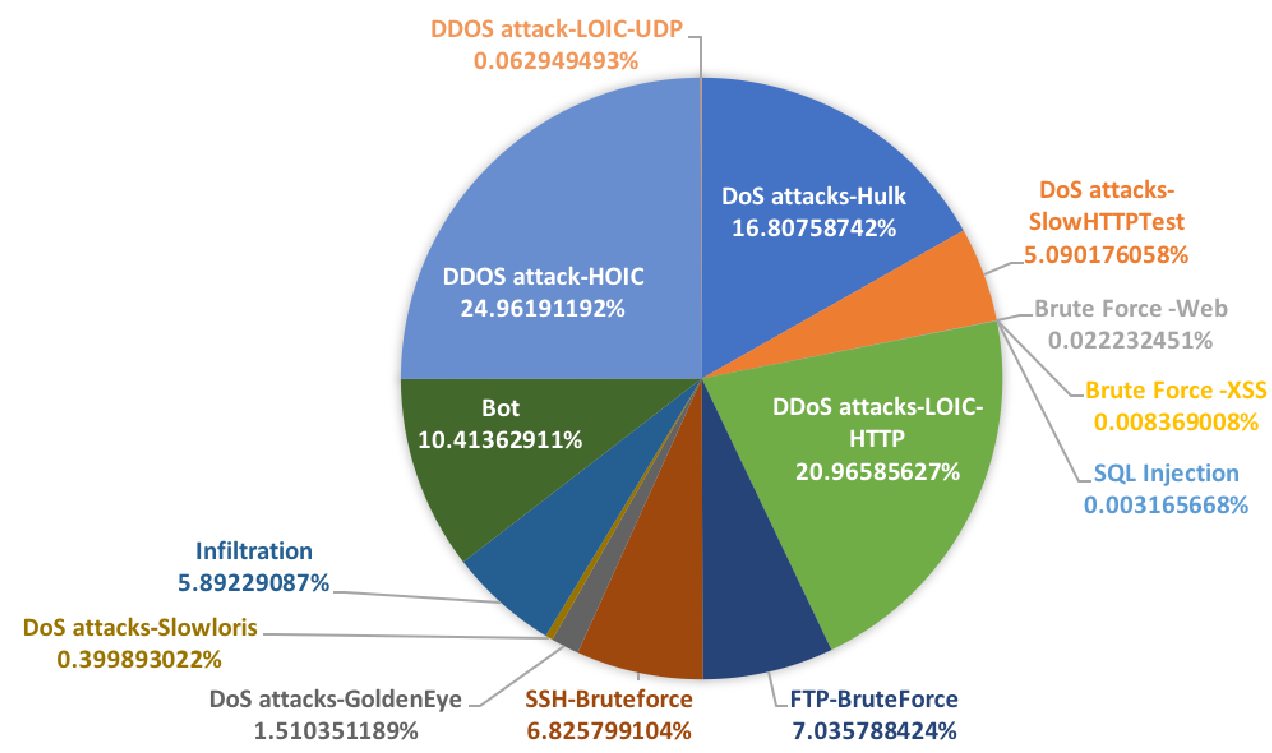 DDOS attack-LOIC-UDP
0.062949493%
DoS attacks-Hulk
16.80758742%
DoS attacks-
SlowHTTPTest
5.090176058%
Brute Force -Web
0.022232451%
Brute Force -XSS
0.008369008%
SQL Injection
0.003165668%
DDoS attacks-LOIC-
HTTP
20.96585627%
FTP-BruteForce
7.035788424%
SSH-Bruteforce
6.825799104%
DoS attacks-GoldenEye
1.510351189%
DoS attacks-Slowloris
0.399893022%
Infiltration
5.89229087%
Bot
10.41362911%
DDOS attack-HOIC
24.96191192%